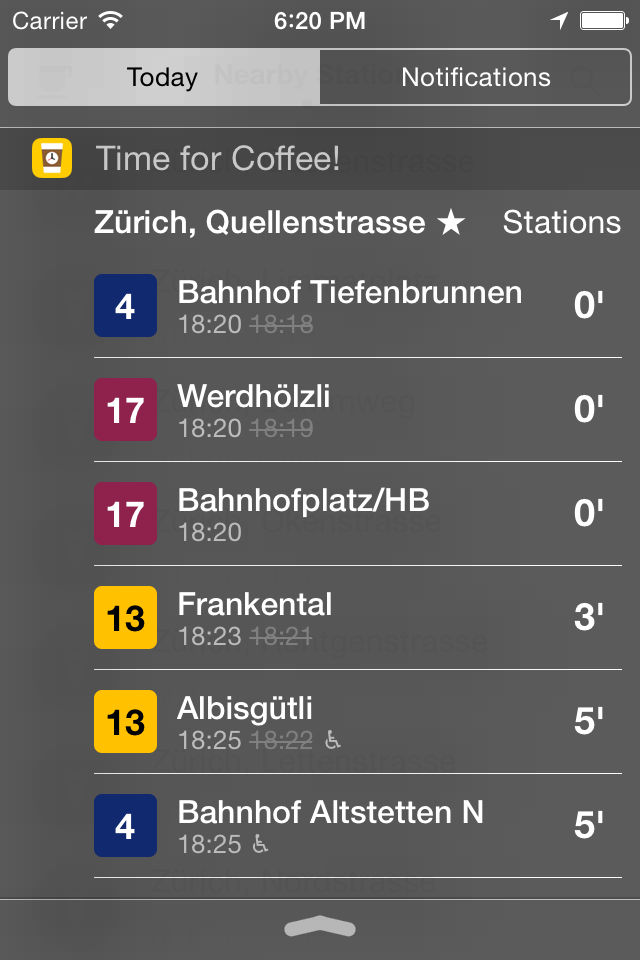 Carrier 6:20 PM
Today Notifications
Time for Coffee!
Zürich, Quellenstrasse ★ Stations
4 Bahnhof Tiefenbrunnen 0'
18:20 18:18
17 Werdhölzli 0'
18:20 18:19
17 Bahnhofplatz/HB 0'
18:20
13 Frankental 3'
18:23 18:21
13 Albisgütli 5'
18:25 18:22 ♿
4 Bahnhof Altstetten N 5'
18:25 ♿